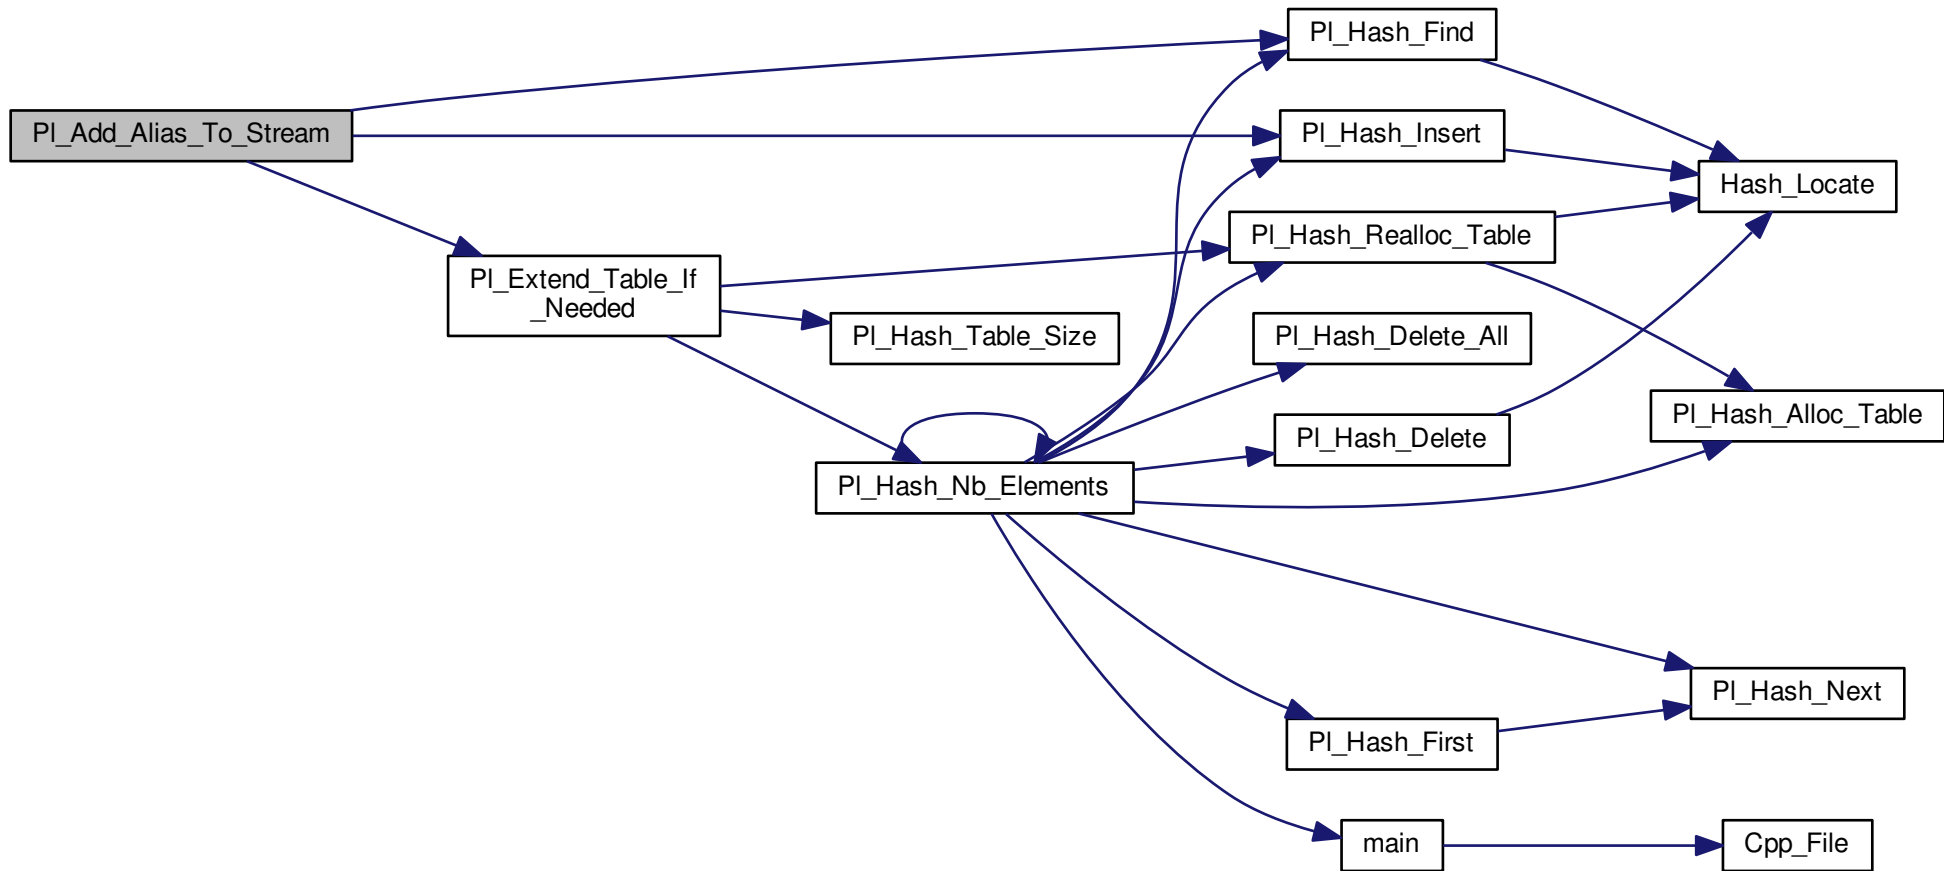 Pl_Hash_Find
Pl_Add_Alias_To_Stream
Pl_Hash_Insert
Hash_Locate
Pl_Hash_Realloc_Table
Pl_Extend_Table_If
_Needed
Pl_Hash_Table_Size
Pl_Hash_Delete_All
Pl_Hash_Alloc_Table
Pl_Hash_Delete
Pl_Hash_Nb_Elements
Pl_Hash_Next
Pl_Hash_First
main
Cpp_File